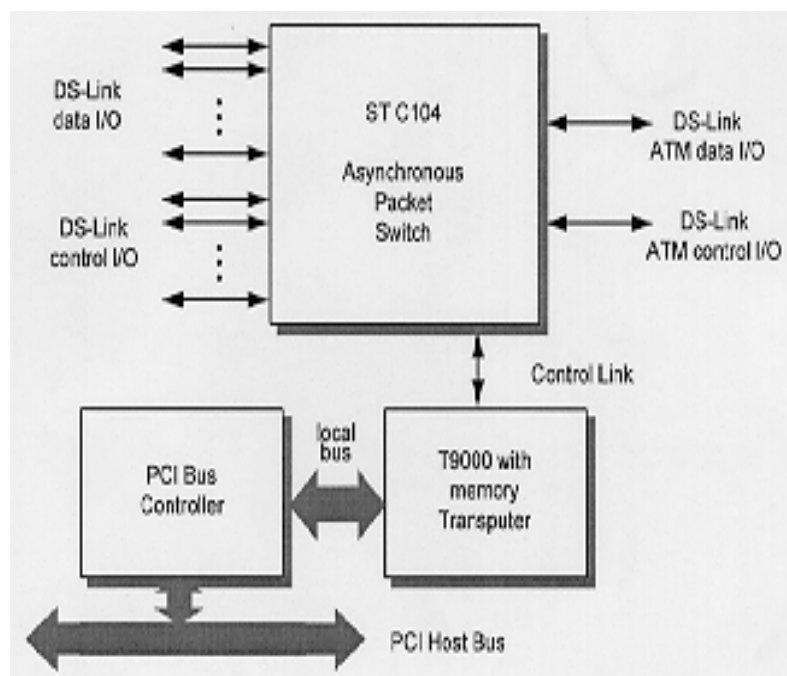 DS-Link
data I/O
ST C104
Asynchronous
Packet
Switch
DS-Link
ATM data I/O
DS-Link
control I/O
DS-Link
ATM control I/O
Control Link
PCI Bus
Controller
local
bus
T9000 with
memory
Transputer
PCI Host Bus